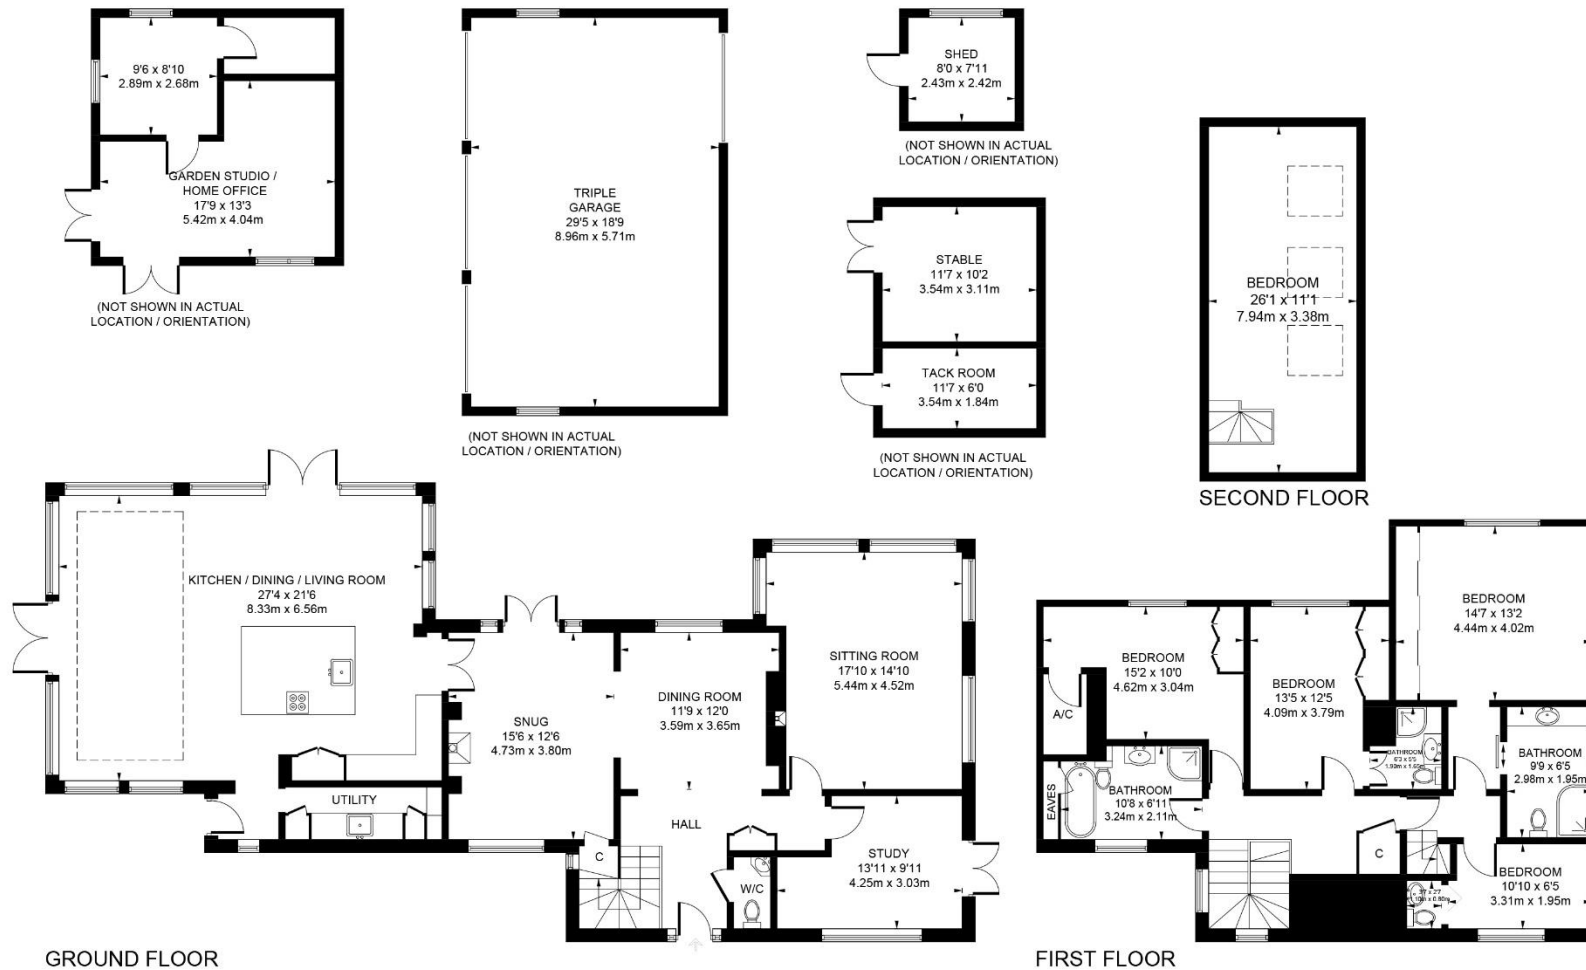 9'6 x 8'10
2.89m x 2.68m
GARDEN STUDIO /
HOME OFFICE
17'9 x 13'3
5.42m x 4.04m
(NOT SHOWN IN ACTUAL
LOCATION / ORIENTATION)
TRIPLE
GARAGE
29'5 x 18'9
8.96m x 5.71m
(NOT SHOWN IN ACTUAL
LOCATION / ORIENTATION)
SHED
8'0 x 7'11
2.43m x 2.42m
(NOT SHOWN IN ACTUAL
LOCATION / ORIENTATION)
STABLE
11'7 x 10'2
3.54m x 3.11m
TACK ROOM
11'7 x 6'0
3.54m x 1.84m
(NOT SHOWN IN ACTUAL
LOCATION / ORIENTATION)
BEDROOM
26'1 x 11'1
7.94m x 3.38m
SECOND FLOOR
KITCHEN / DINING / LIVING ROOM
27'4 x 21'6
8.33m x 6.56m
UTILITY
SNUG
15'6 x 12'6
4.73m x 3.80m
DINING ROOM
11'9 x 12'0
3.59m x 3.65m
SITTING ROOM
17'10 x 14'10
5.44m x 4.52m
HALL
C
W/C
STUDY
13'11 x 9'11
4.25m x 3.03m
GROUND FLOOR
BEDROOM
15'2 x 10'0
4.62m x 3.04m
A/C
BEDROOM
13'5 x 12'5
4.09m x 3.79m
BEDROOM
14'7 x 13'2
4.44m x 4.02m
BATHROOM
6'3 x 5'5
BATHROOM
9'9 x 6'5
2.98m x 1.95m
EAVES
BATHROOM
10'8 x 6'11
3.24m x 2.11m
C
BEDROOM
10'10 x 6'5
3.31m x 1.95m
FIRST FLOOR